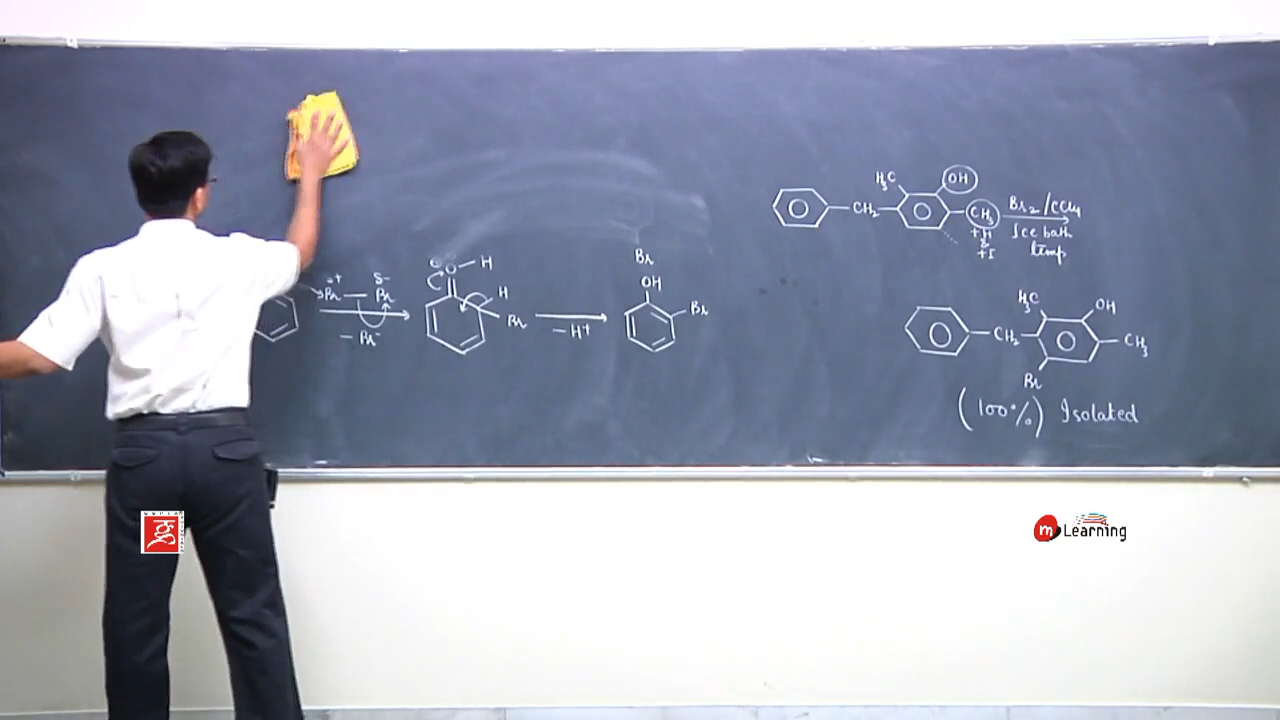 δ+ δ-
Br — Br
– Br⁻
O — H
H
Br
– H⁺
Br
OH
Br
H₃C
OH
CH₂
CH₃
+H
&
+I
Br₂ / CCl₄
Ice bath
temp
H₃C
OH
CH₂
CH₃
Br
(100%) Isolated
m Learning